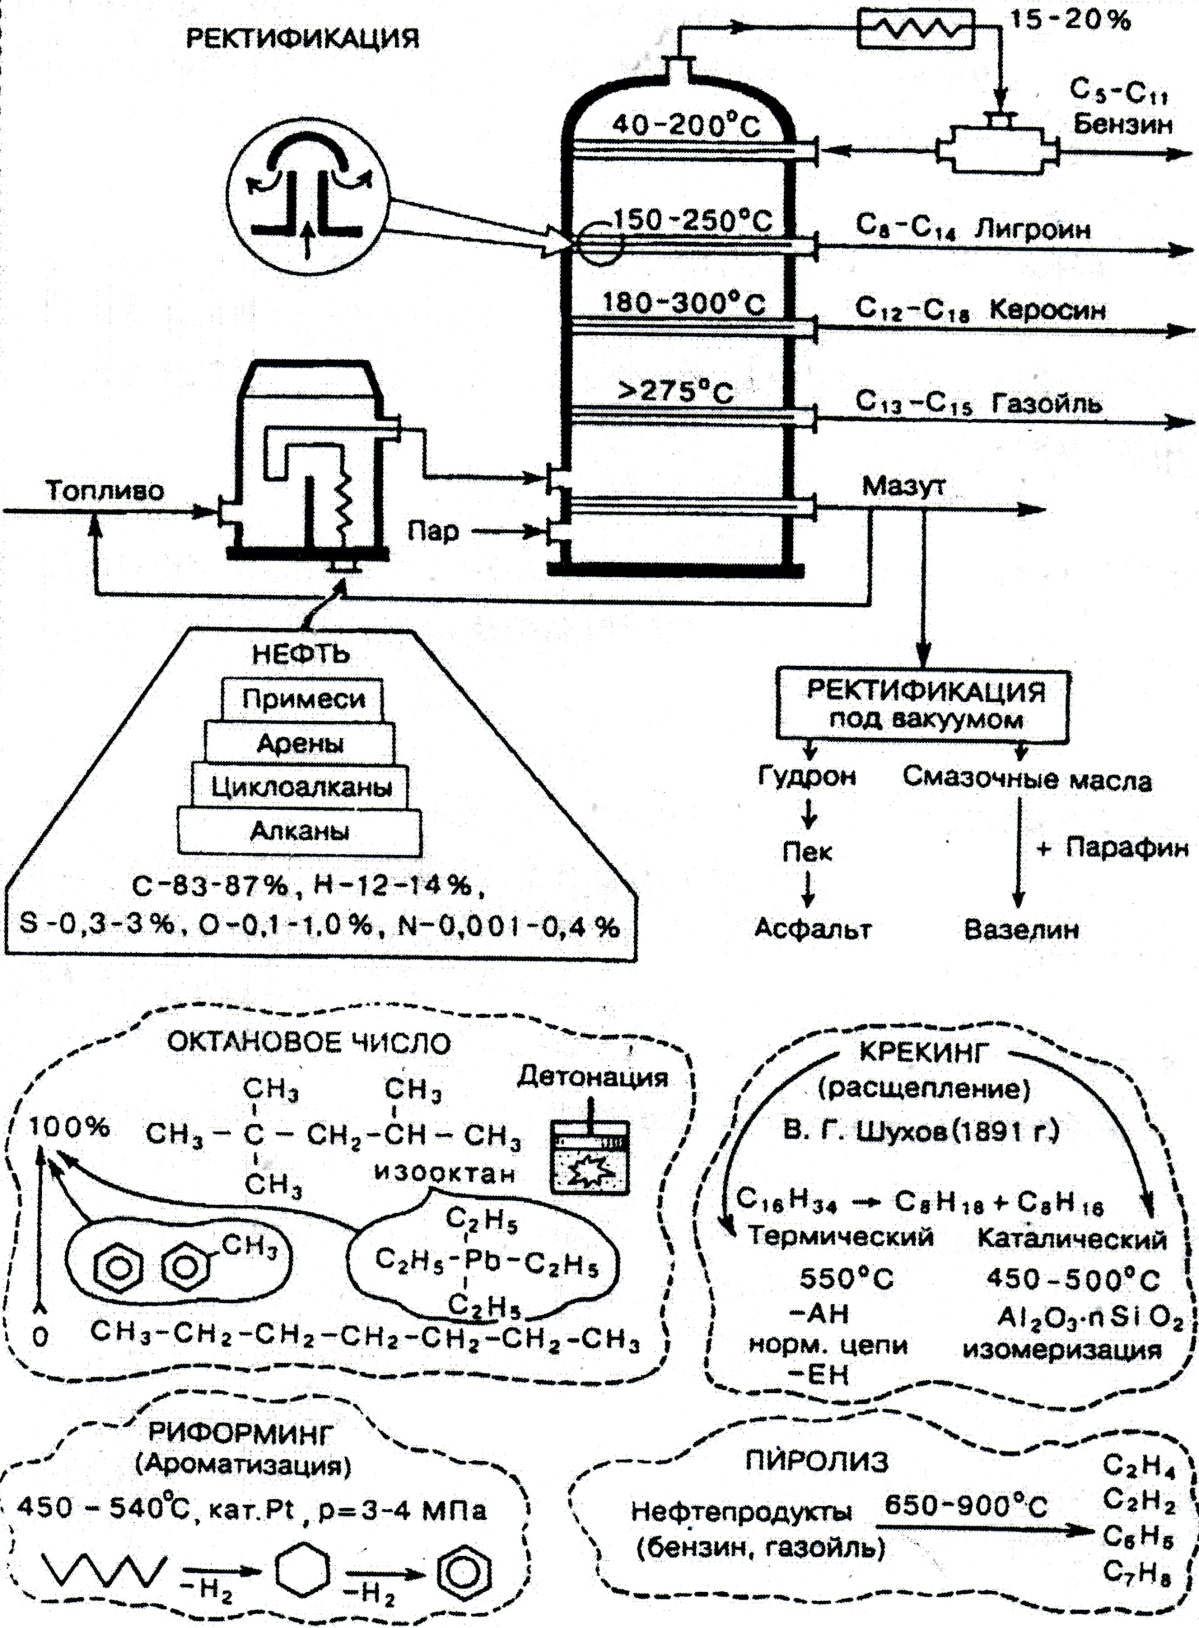 РЕКТИФИКАЦИЯ
15-20%
C₅-C₁₁
Бензин
40-200°C
150-250°C
C₈-C₁₄ Лигроин
180-300°C
C₁₂-C₁₈ Керосин
>275°C
C₁₃-C₁₅ Газойль
Топливо
Пар
Мазут
НЕФТЬ
Примеси
Арены
Циклоалканы
Алканы
C-83-87%, H-12-14%,
S-0,3-3%, O-0,1-1,0%, N-0,001-0,4%
РЕКТИФИКАЦИЯ
под вакуумом
Гудрон
Смазочные масла
Пек
+ Парафин
Асфальт
Вазелин
ОКТАНОВОЕ ЧИСЛО
Детонация
100%
CH₃ CH₃
CH₃ - C - CH₂-CH- CH₃
CH₃
изооктан
C₂H₅
C₂H₅-Pb-C₂H₅
C₂H₅
CH₃
0
CH₃-CH₂-CH₂-CH₂-CH₂-CH₂-CH₃
КРЕКИНГ
(расщепление)
В. Г. Шухов (1891 г.)
C₁₆H₃₄ → C₈H₁₈ + C₈H₁₆
Термический
550°C
-АН
норм. цепи
-ЕН
Каталический
450-500°C
Al₂O₃·nSiO₂
изомеризация
РИФОРМИНГ
(Ароматизация)
450 - 540°C, кат. Pt, p=3-4 МПа
-H₂
-H₂
ПИРОЛИЗ
Нефтепродукты
(бензин, газойль)
650-900°C
C₂H₄
C₂H₂
C₆H₆
C₇H₈